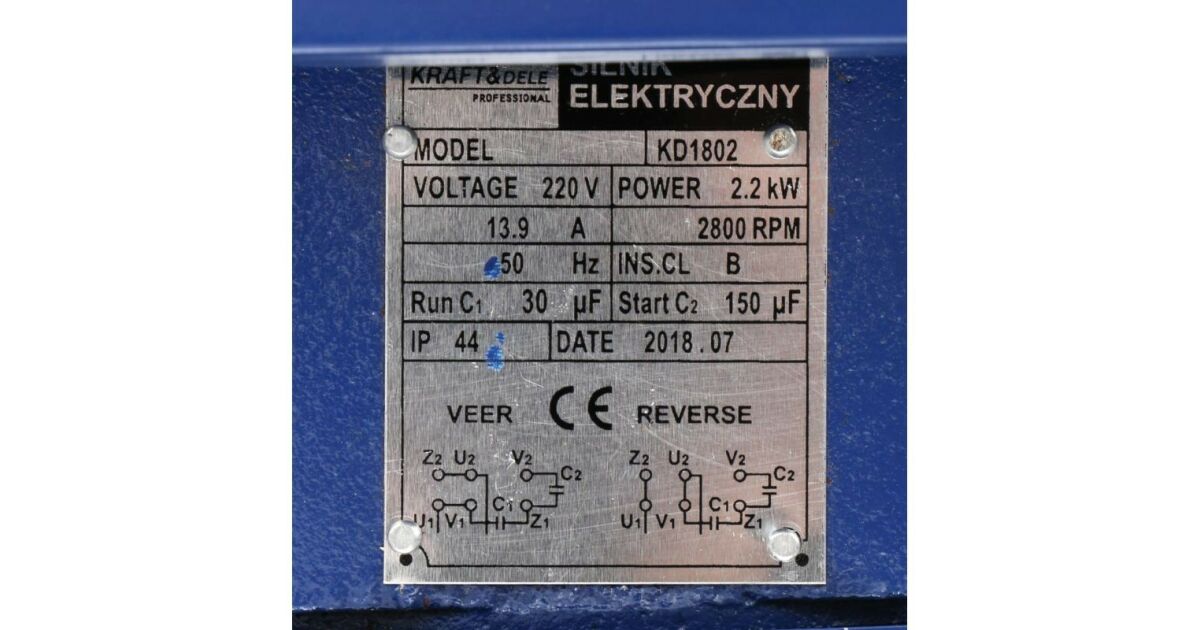 KRAFT&DELE
PROFESSIONAL
SILNIK
ELEKTRYCZNY
MODEL KD1802
VOLTAGE 220 V POWER 2.2 kW
13.9 A 2800 RPM
50 Hz INS.CL B
Run C1 30 µF Start C2 150 µF
IP 44 DATE 2018.07
VEER CE REVERSE
Z2 U2 V2 C2 Z2 U2 V2 C2
U1 V1 C1 Z1 U1 V1 C1 Z1